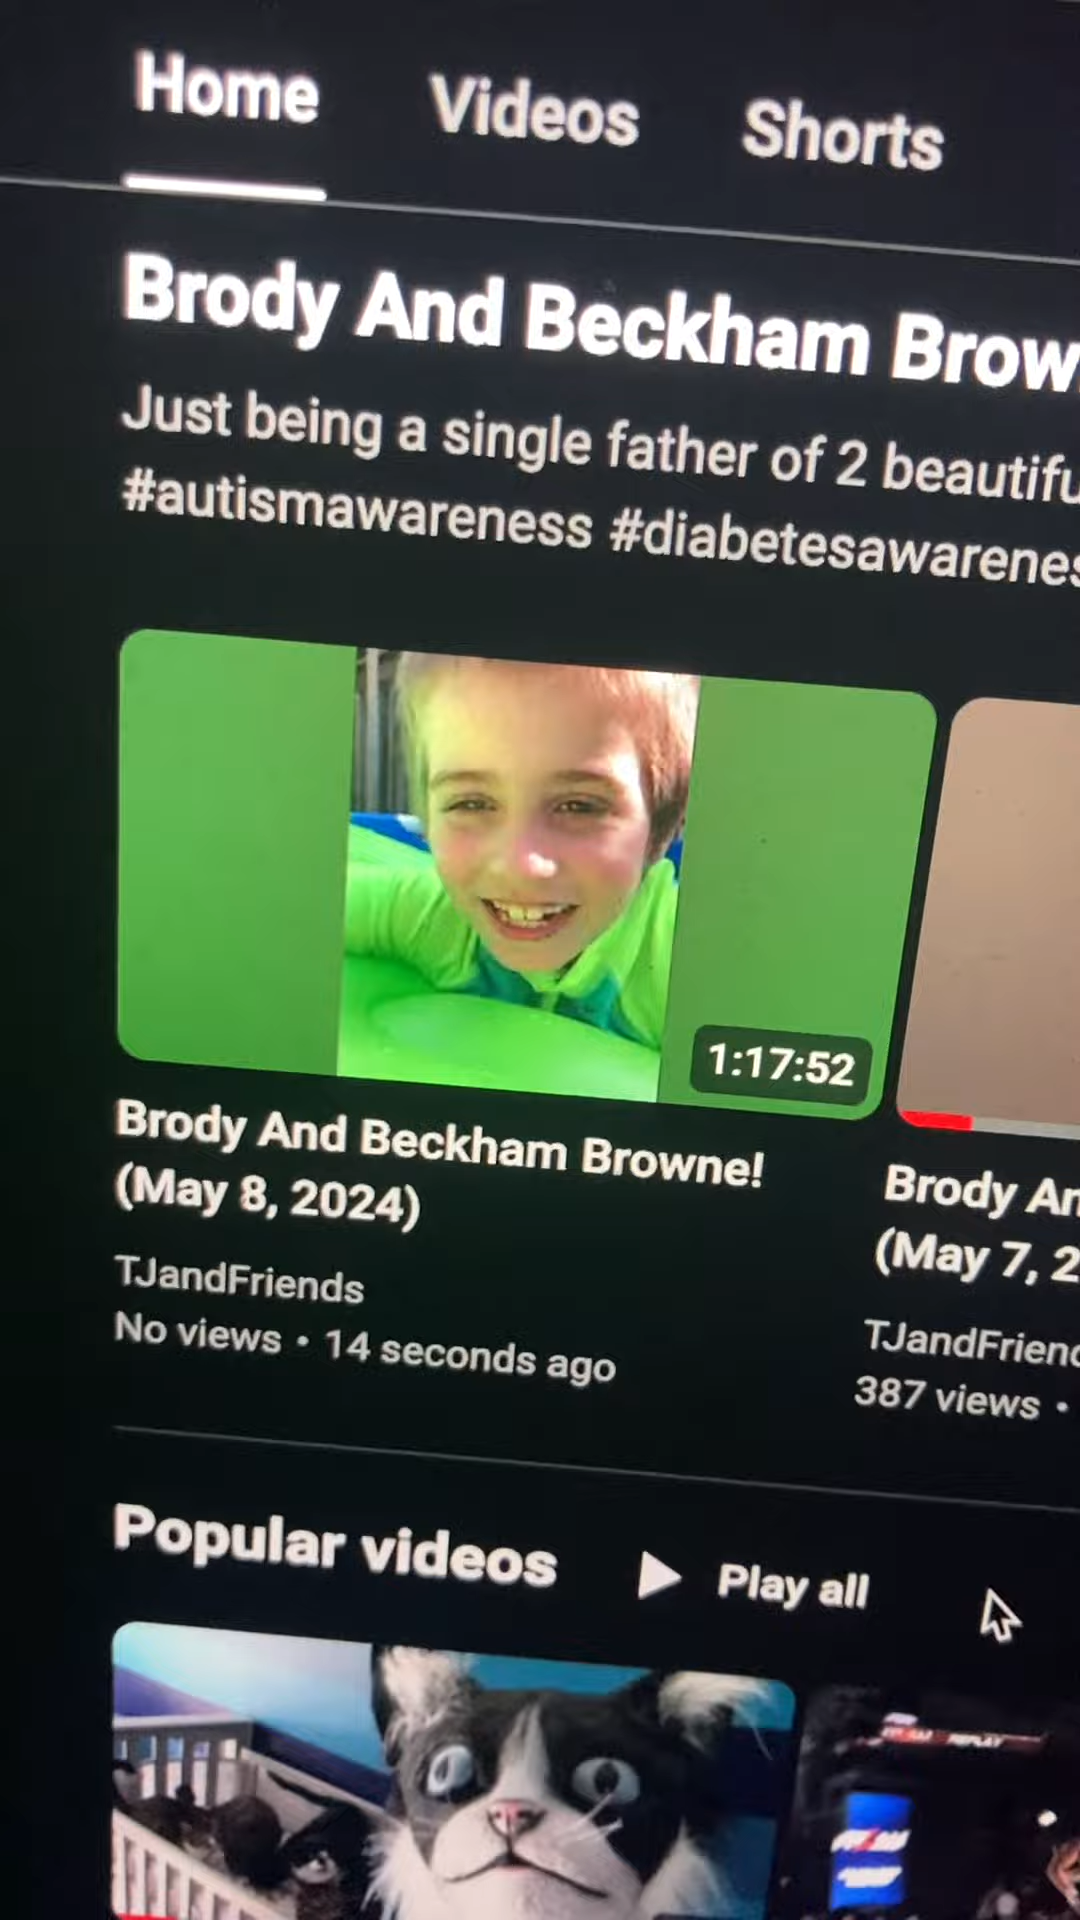 Home Videos Shorts
Brody And Beckham Brow
Just being a single father of 2 beautifu
#autismawareness #diabetesawarenes
1:17:52
Brody And Beckham Browne!
(May 8, 2024)
TJandFriends
No views • 14 seconds ago
Brody An
(May 7, 2
TJandFriend
387 views •
Popular videos
Play all
REPLAY